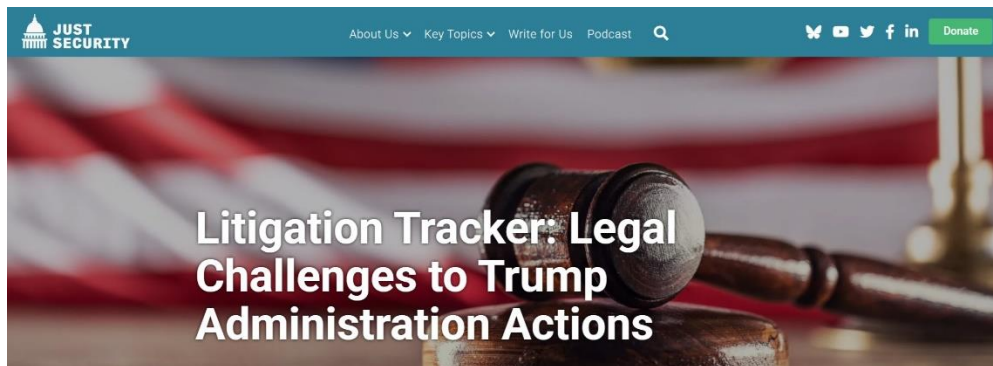 JUST
SECURITY
About Us Key Topics Write for Us Podcast
Donate
Litigation Tracker: Legal
Challenges to Trump
Administration Actions